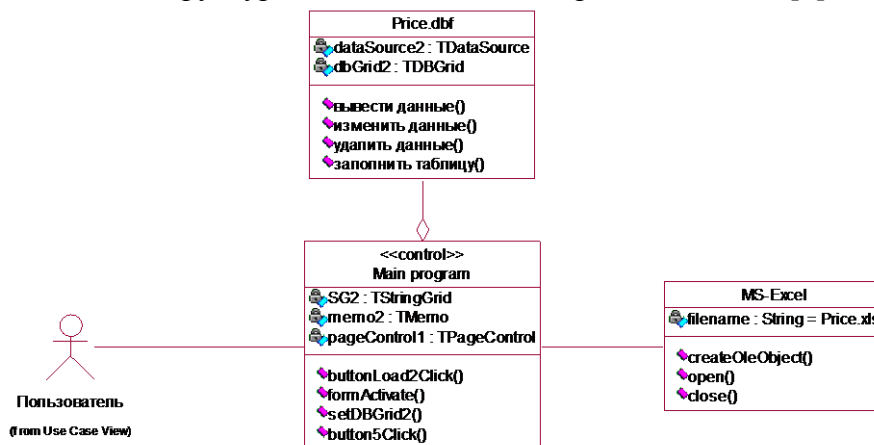 Price.dbf
dataSource2 : TDataSource
dbGrid2 : TDBGrid
вывести данные()
изменить данные()
удалить данные()
заполнить таблицу()
<<control>>
Main program
SG2 : TStringGrid
memo2 : TMemo
pageControl1 : TPageControl
buttonLoad2Click()
formActivate()
setDBGrid2()
button5Click()
MS-Excel
filename : String = Price.xls
createOleObject()
open()
close()
Пользователь
(from Use Case View)